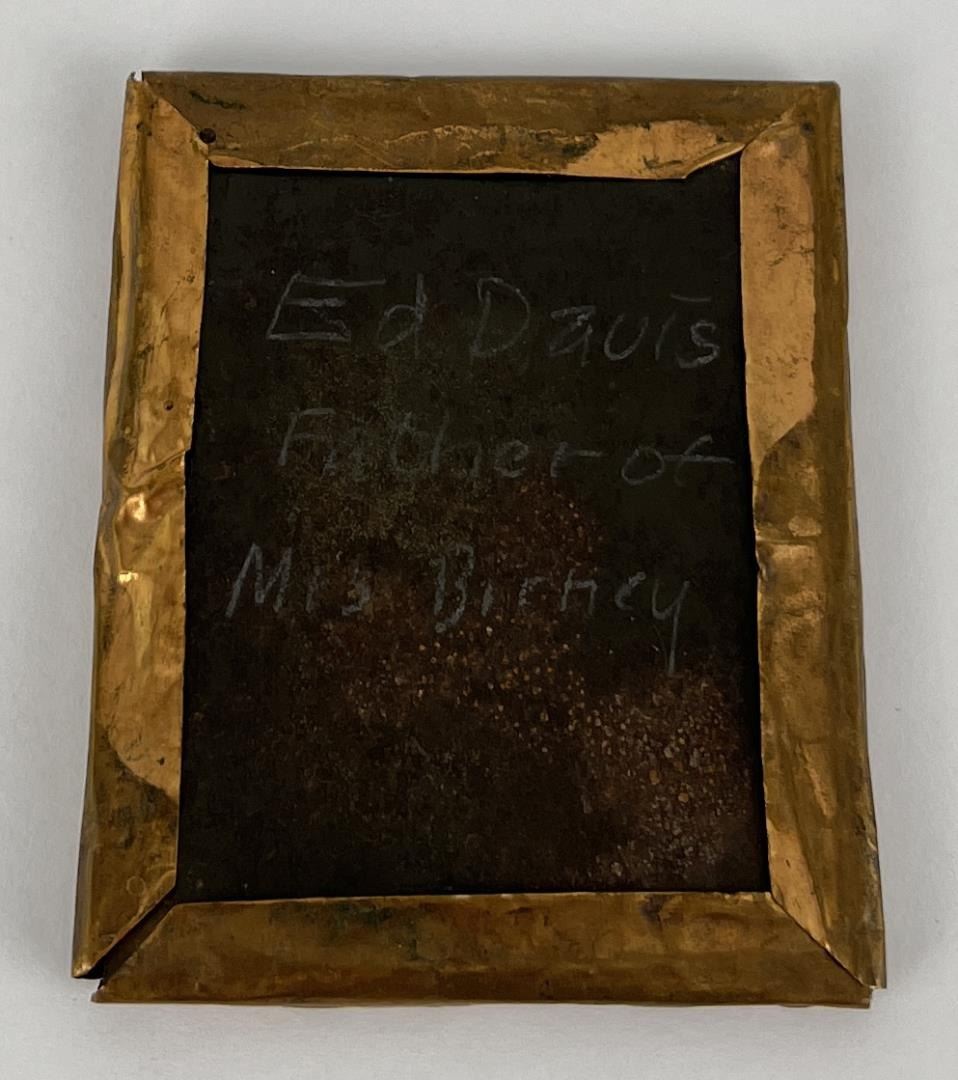 Ed Davis
Father of
Mrs Birney